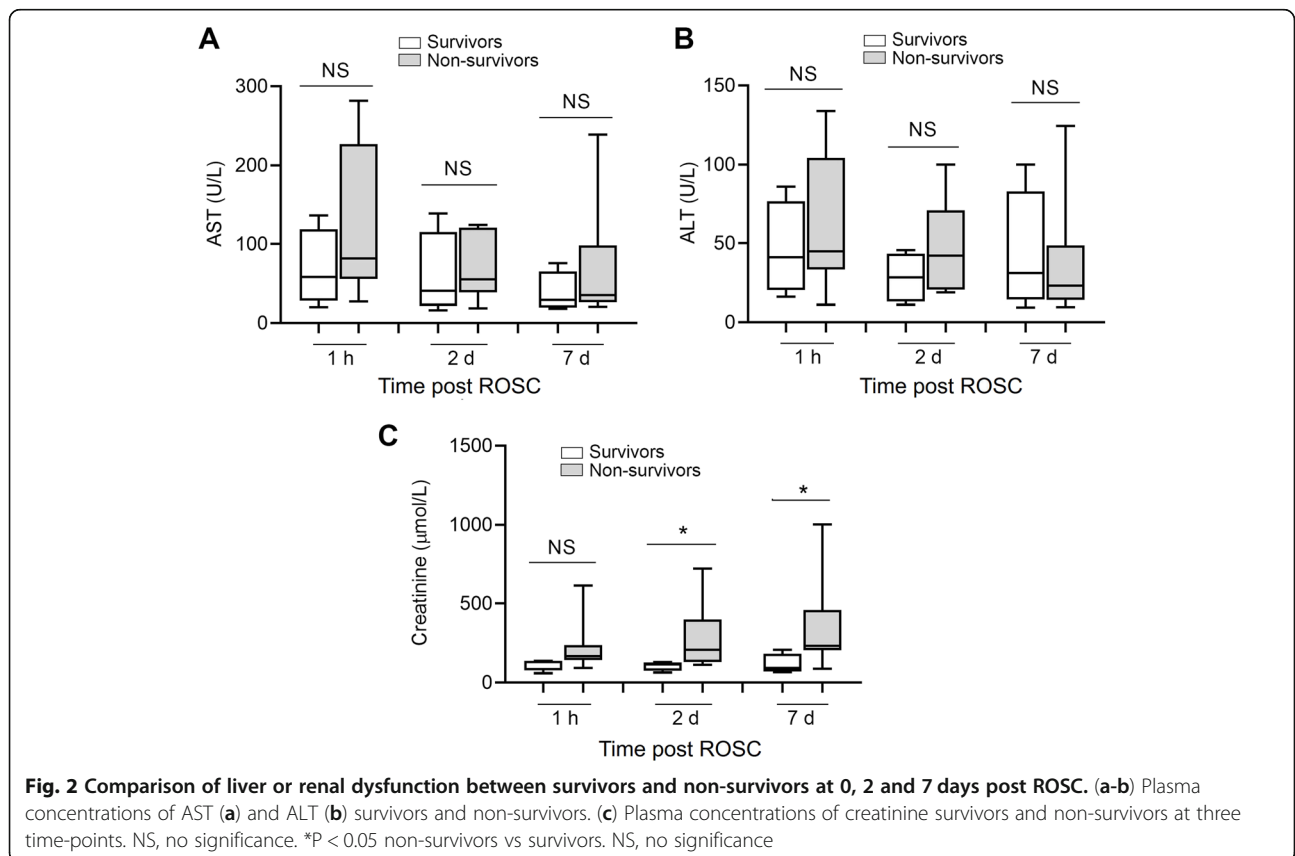 A
Survivors
Non-survivors
NS
NS
NS
300
200
100
0
AST (U/L)
1 h
2 d
7 d
Time post ROSC
B
Survivors
Non-survivors
NS
NS
NS
150
100
50
0
ALT (U/L)
1 h
2 d
7 d
Time post ROSC
C
Survivors
Non-survivors
NS
*
*
1500
1000
500
0
Creatinine (μmol/L)
1 h
2 d
7 d
Time post ROSC
Fig. 2 Comparison of liver or renal dysfunction between survivors and non-survivors at 0, 2 and 7 days post ROSC. (a-b) Plasma
concentrations of AST (a) and ALT (b) survivors and non-survivors. (c) Plasma concentrations of creatinine survivors and non-survivors at three
time-points. NS, no significance. *P < 0.05 non-survivors vs survivors. NS, no significance